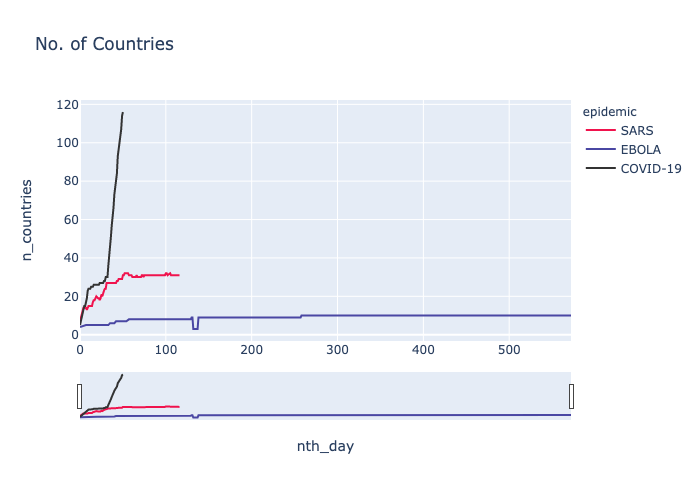 No. of Countries
epidemic
SARS
EBOLA
COVID-19
n_countries
120
100
80
60
40
20
0
0 100 200 300 400 500
nth_day